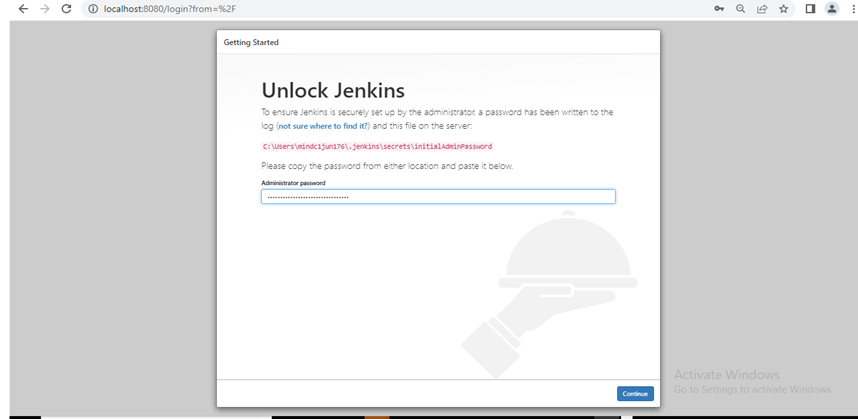 localhost:8080/login?from=%2F
Getting Started
Unlock Jenkins
To ensure Jenkins is securely set up by the administrator, a password has been written to the
log (not sure where to find it?) and this file on the server:
C:\Users\mindc1jun176\.jenkins\secrets\initialAdminPassword
Please copy the password from either location and paste it below.
Administrator password
Activate Windows
Go to Settings to activate Windows.
Continue